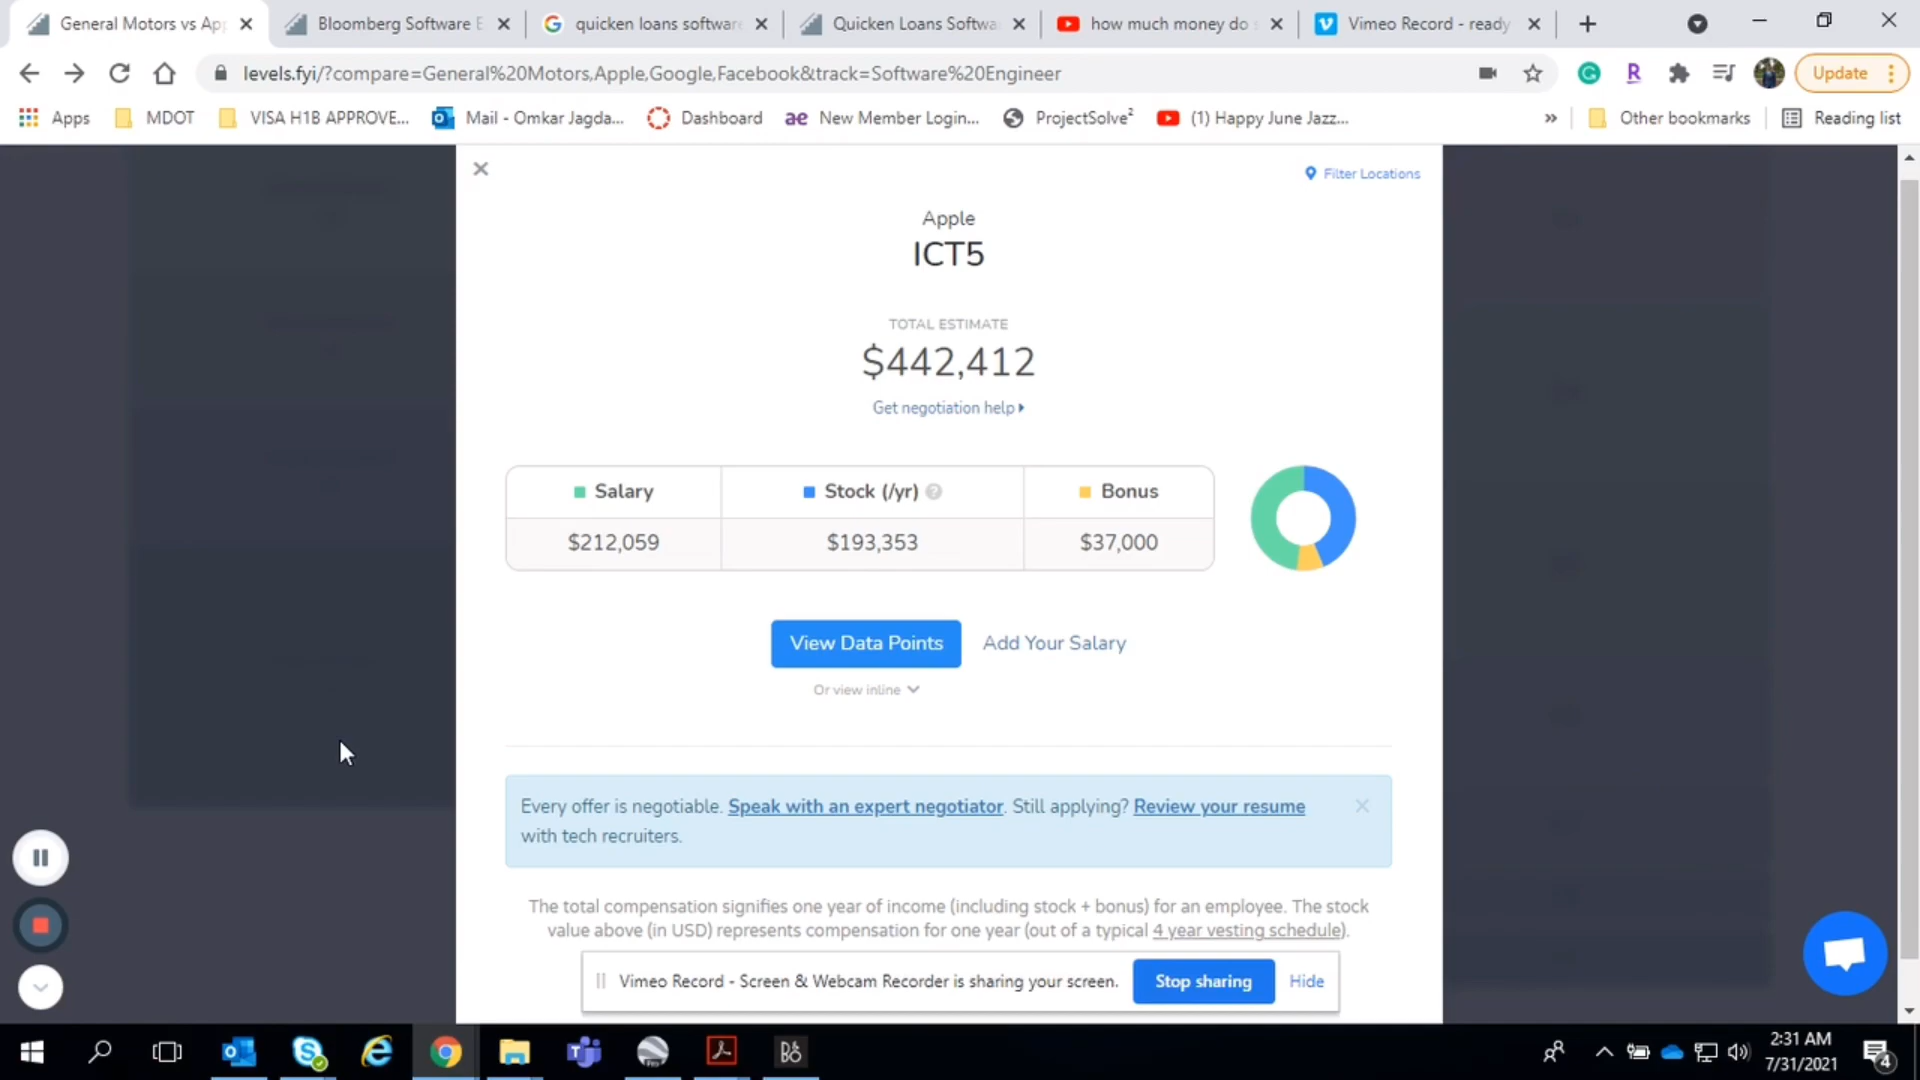 General Motors vs Ap
Bloomberg Software E
quicken loans software
Quicken Loans Softwa
how much money do s
Vimeo Record - ready
levels.fyi/?compare=General%20Motors,Apple,Google,Facebook&track=Software%20Engineer
Update
Apps
MDOT
VISA H1B APPROVE...
Mail - Omkar Jagda...
Dashboard
ae New Member Login...
ProjectSolve²
(1) Happy June Jazz...
»
Other bookmarks
Reading list
Filter Locations
Apple
ICT5
TOTAL ESTIMATE
$442,412
Get negotiation help
Salary Stock (/yr) ? Bonus
$212,059 $193,353 $37,000
View Data Points Add Your Salary
Or view inline
Every offer is negotiable. Speak with an expert negotiator. Still applying? Review your resume
with tech recruiters.
The total compensation signifies one year of income (including stock + bonus) for an employee. The stock
value above (in USD) represents compensation for one year (out of a typical 4 year vesting schedule).
Vimeo Record - Screen & Webcam Recorder is sharing your screen. Stop sharing Hide
2:31 AM
7/31/2021
4